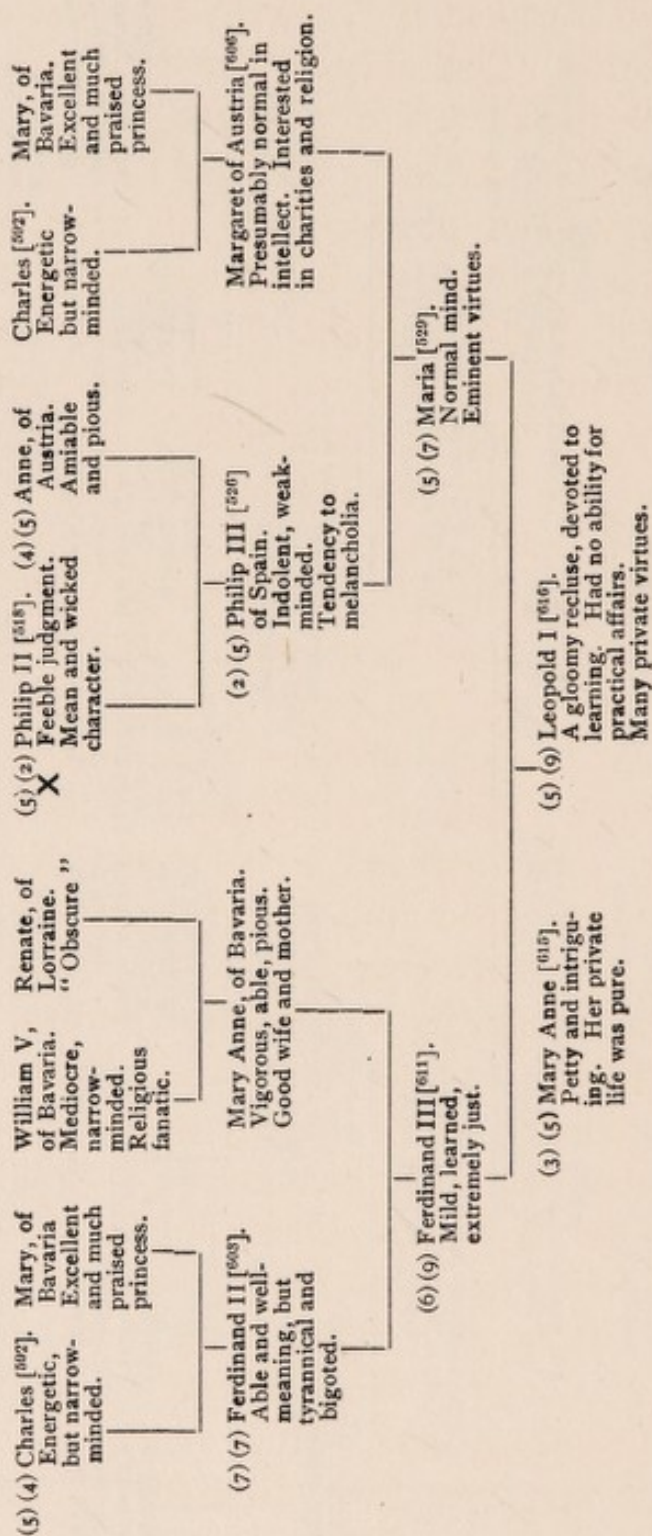 (5) (4) Charles [502].
Energetic,
but narrow-
minded.
Mary, of
Bavaria
Excellent
and much
praised
princess.
William V,
of Bavaria.
Mediocre,
narrow-
minded.
Religious
fanatic.
Renate, of
Lorraine.
“ Obscure ”
(5) (2) Philip II [518].
X Feeble judgment.
Mean and wicked
character.
(4) (5) Anne, of
Austria.
Amiable
and pious.
Charles [502].
Energetic
but narrow-
minded.
Mary, of
Bavaria.
Excellent
and much
praised
princess.
(7) (7) Ferdinand II [603].
Able and well-
meaning, but
tyrannical and
bigoted.
Mary Anne, of Bavaria.
Vigorous, able, pious.
Good wife and mother.
(2) (5) Philip III [526]
of Spain.
Indolent, weak-
minded.
Tendency to
melancholia.
Margaret of Austria [606].
Presumably normal in
intellect. Interested
in charities and religion.
(6) (9) Ferdinand III [611].
Mild, learned,
extremely just.
(5) (7) Maria [529].
Normal mind.
Eminent virtues.
(3) (5) Mary Anne [615].
Petty and intrigu-
ing. Her private
life was pure.
(5) (9) Leopold I [616].
A gloomy recluse, devoted to
learning. Had no ability for
practical affairs.
Many private virtues.